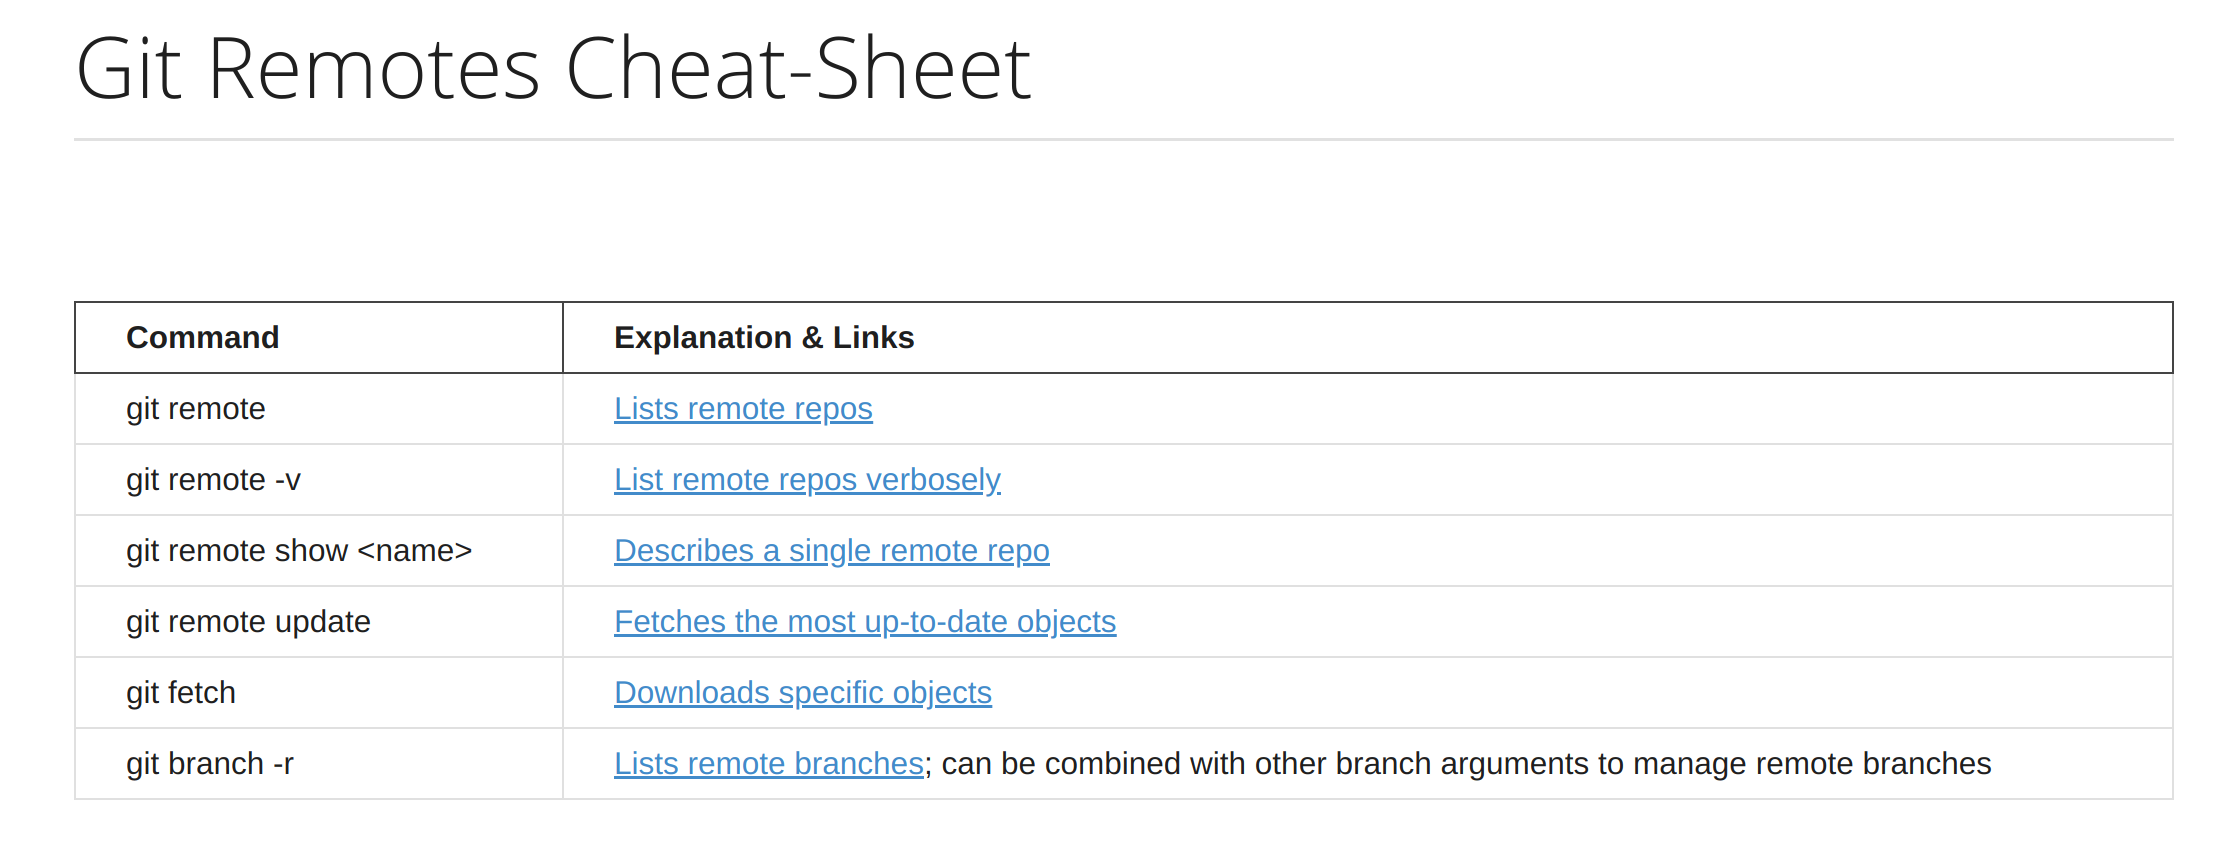 Git Remotes Cheat-Sheet
Command Explanation & Links
git remote Lists remote repos
git remote -v List remote repos verbosely
git remote show <name> Describes a single remote repo
git remote update Fetches the most up-to-date objects
git fetch Downloads specific objects
git branch -r Lists remote branches; can be combined with other branch arguments to manage remote branches